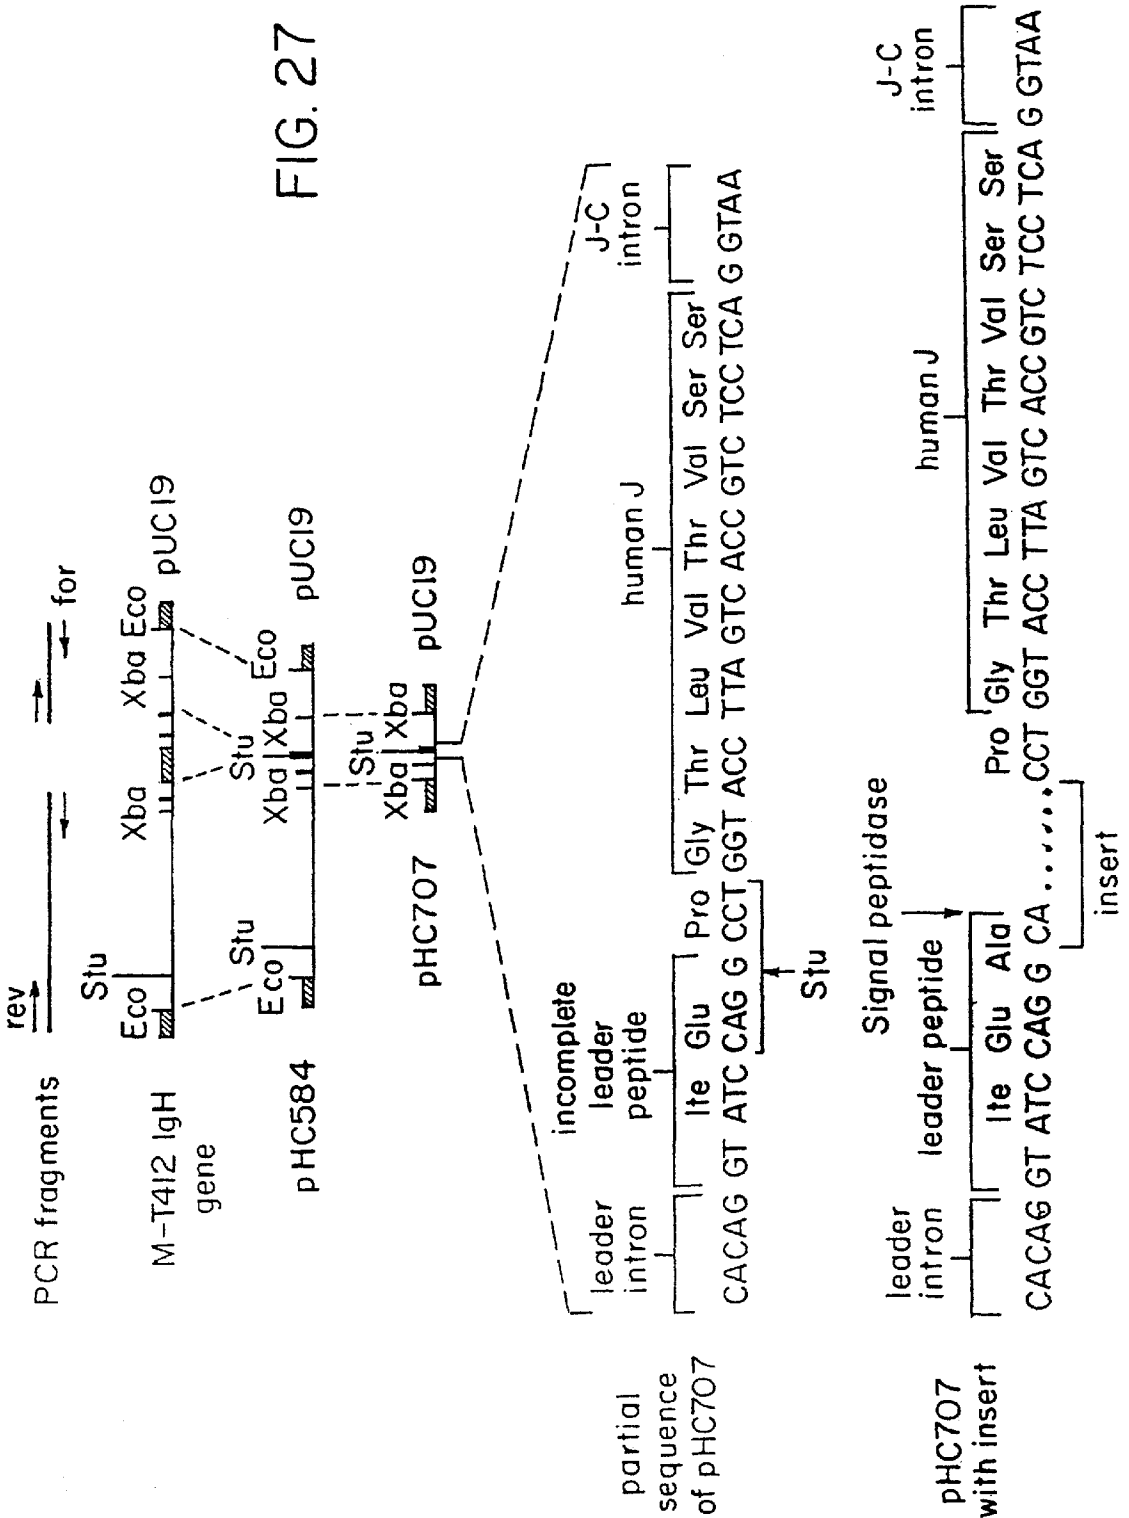 FIG. 27
PCR fragments
rev
for
M-T412 IgH
gene
Eco
Stu
Xba
Xba
Eco
pUC19
pHC584
Eco
Stu
Xba
Stu
Xba
Eco
pUC19
pHC707
Xba
Stu
Xba
pUC19
partial
sequence
of pHC707
leader
intron
incomplete
leader
peptide
human J
J-C
intron
Ite Glu Pro Gly Thr Leu Val Thr Val Ser Ser
CACAG GT ATC CAG G CCT GGT ACC TTA GTC ACC GTC TCC TCA G GTAA
Stu
pHC707
with insert
leader
intron
leader peptide
Signal peptidase
human J
J-C
intron
Ite Glu Ala Pro Gly Thr Leu Val Thr Val Ser Ser
CACAG GT ATC CAG G CA.......CCT GGT ACC TTA GTC ACC GTC TCC TCA G GTAA
insert